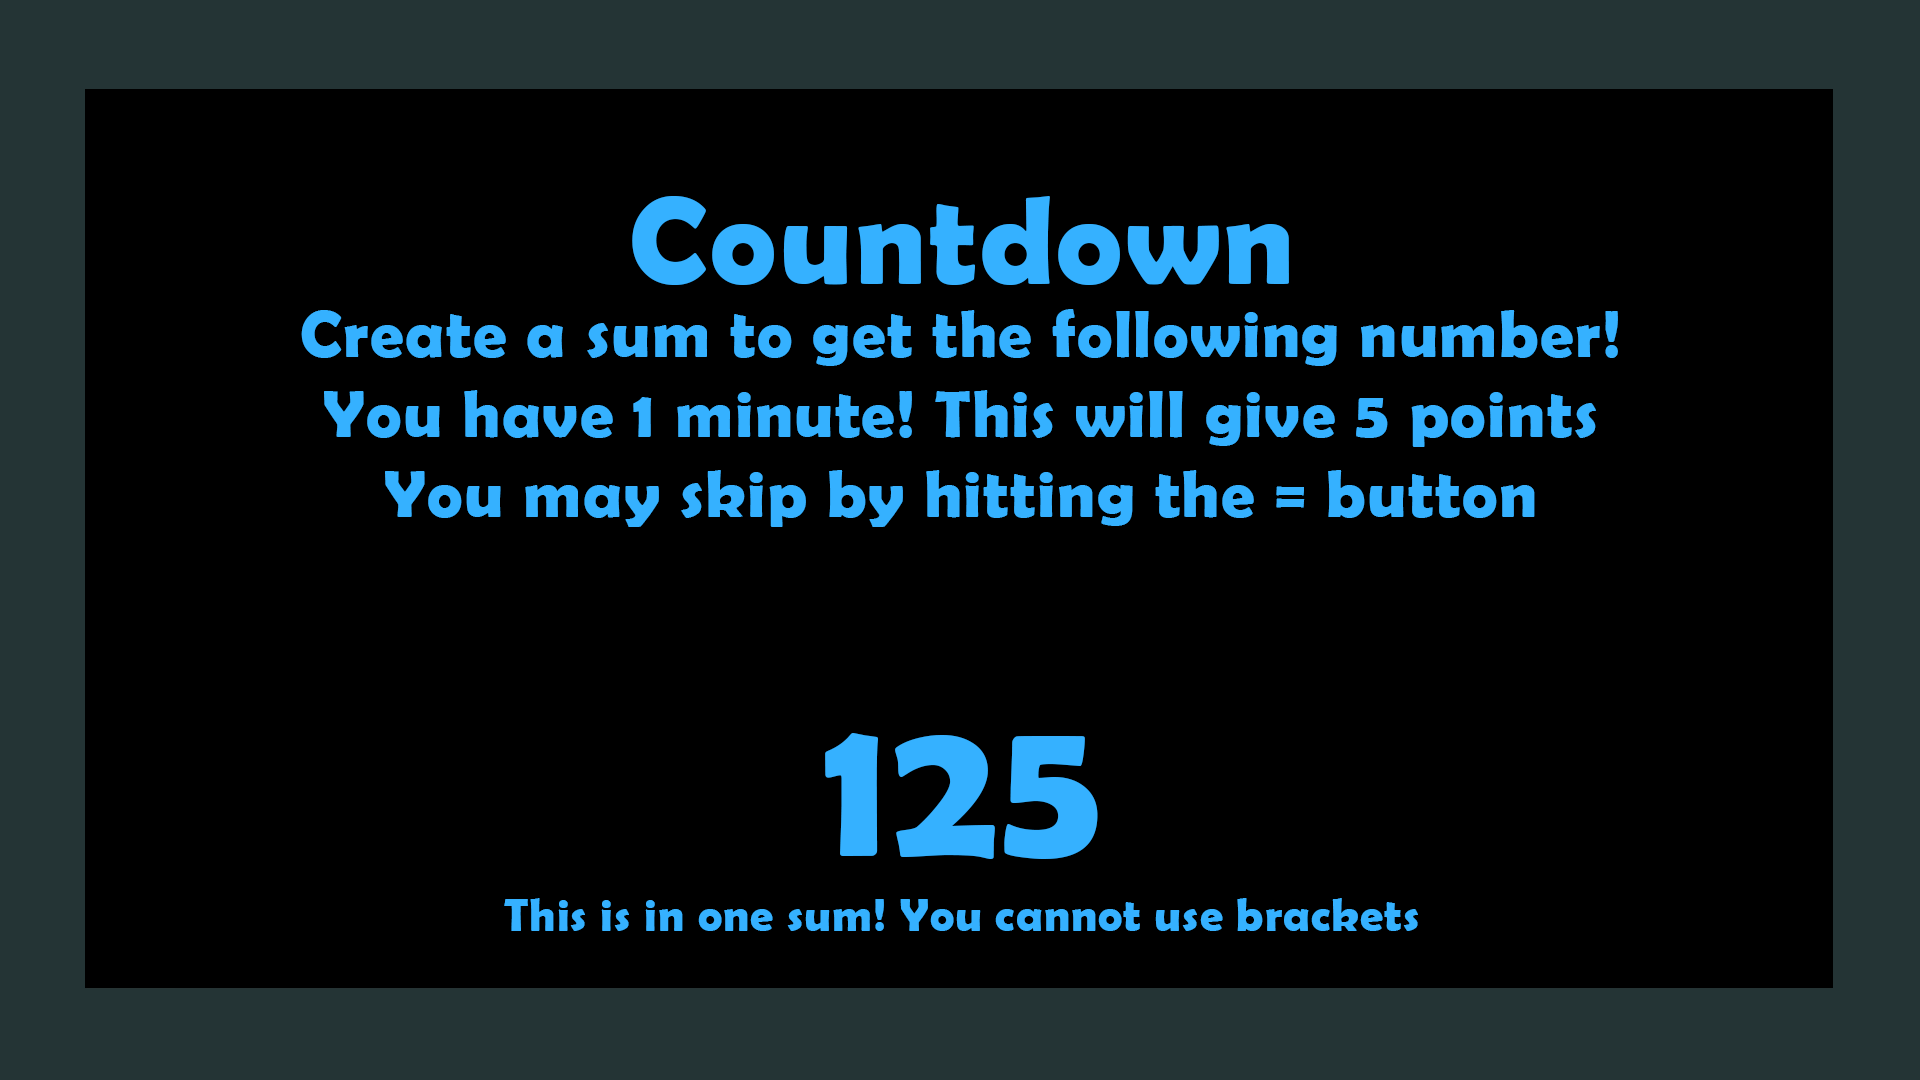 Countdown
Create a sum to get the following number!
You have 1 minute! This will give 5 points
You may skip by hitting the = button
125
This is in one sum! You cannot use brackets